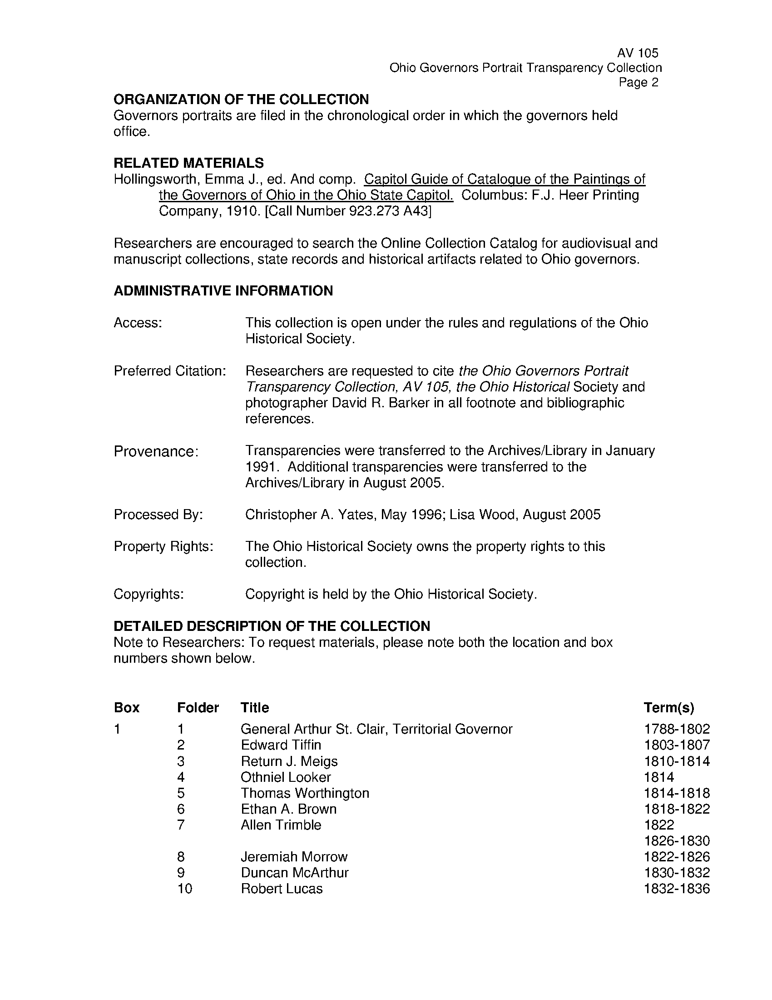 AV 105
Ohio Governors Portrait Transparency Collection
Page 2
ORGANIZATION OF THE COLLECTION
Governors portraits are filed in the chronological order in which the governors held
office.
RELATED MATERIALS
Hollingsworth, Emma J., ed. And comp.  Capitol Guide of Catalogue of the Paintings of
the Governors of Ohio in the Ohio State Capitol.  Columbus: F.J. Heer Printing
Company, 1910. [Call Number 923.273 A43]
Researchers are encouraged to search the Online Collection Catalog for audiovisual and
manuscript collections, state records and historical artifacts related to Ohio governors.
ADMINISTRATIVE INFORMATION
Access: This collection is open under the rules and regulations of the Ohio
Historical Society.
Preferred Citation: Researchers are requested to cite the Ohio Governors Portrait
Transparency Collection, AV 105, the Ohio Historical Society and
photographer David R. Barker in all footnote and bibliographic
references.
Provenance: Transparencies were transferred to the Archives/Library in January
1991.  Additional transparencies were transferred to the
Archives/Library in August 2005.
Processed By: Christopher A. Yates, May 1996; Lisa Wood, August 2005
Property Rights: The Ohio Historical Society owns the property rights to this
collection.
Copyrights: Copyright is held by the Ohio Historical Society.
DETAILED DESCRIPTION OF THE COLLECTION
Note to Researchers: To request materials, please note both the location and box
numbers shown below.
Box Folder Title Term(s)
1 1 General Arthur St. Clair, Territorial Governor 1788-1802
2 Edward Tiffin 1803-1807
3 Return J. Meigs 1810-1814
4 Othniel Looker 1814
5 Thomas Worthington 1814-1818
6 Ethan A. Brown 1818-1822
7 Allen Trimble 1822
1826-1830
8 Jeremiah Morrow 1822-1826
9 Duncan McArthur 1830-1832
10 Robert Lucas 1832-1836